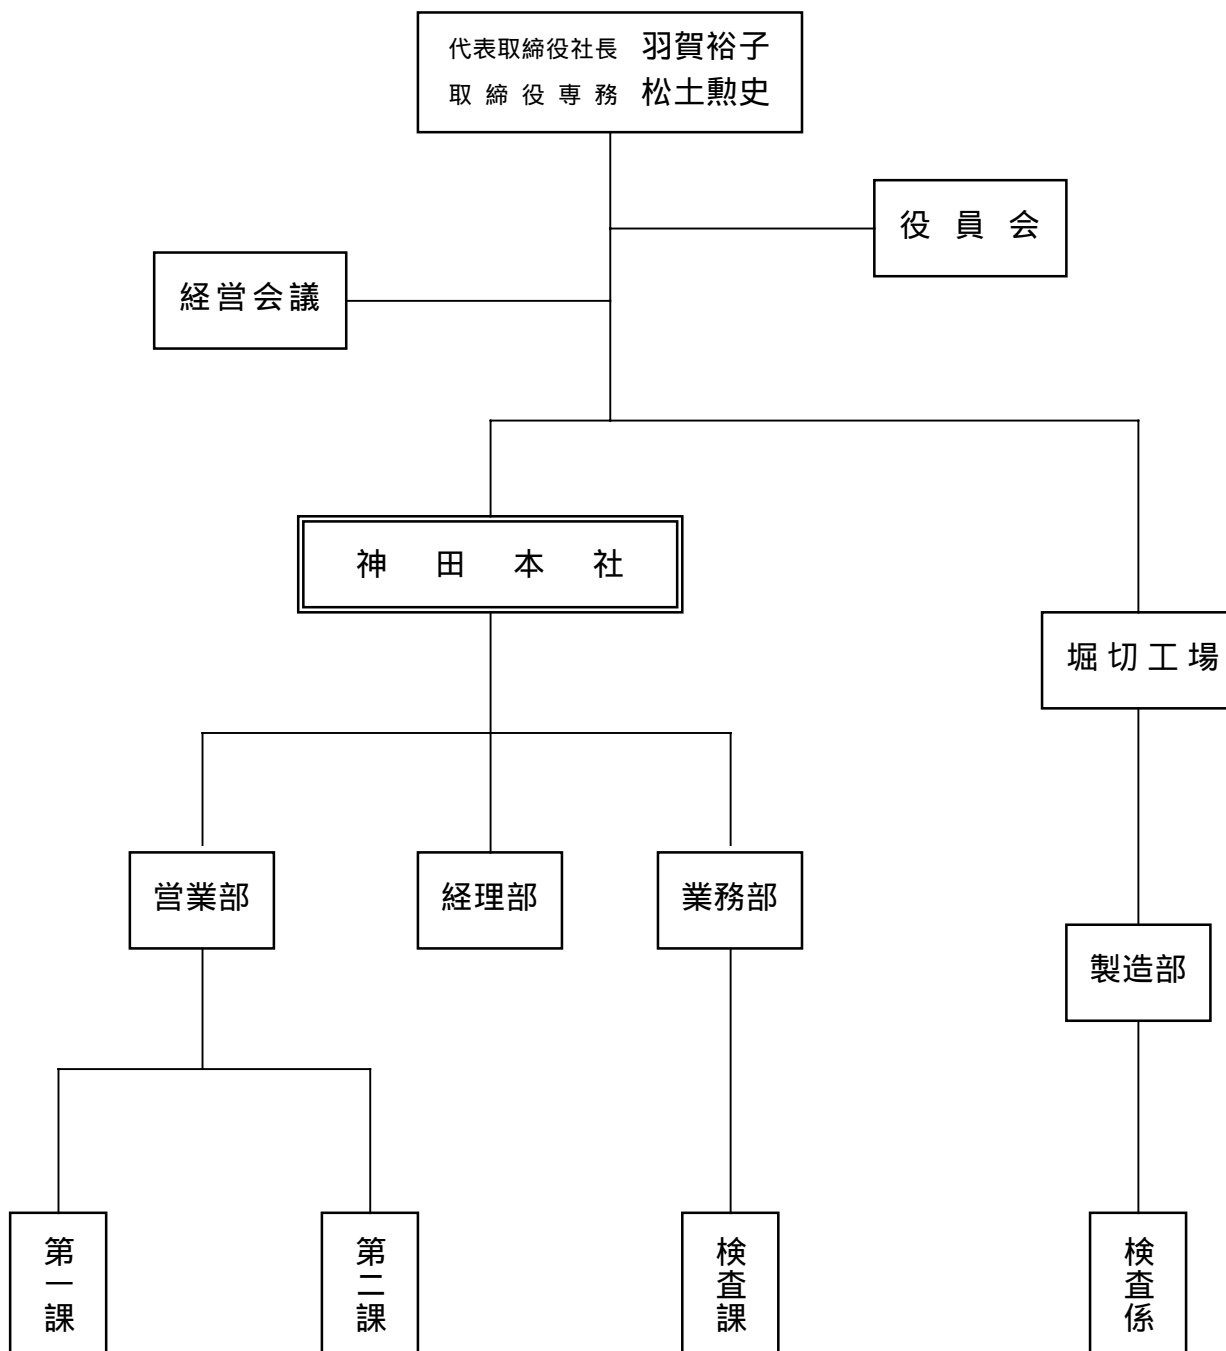 代表取締役社長 羽賀裕子
取締役専務 松土勲史
役員会
経営会議
神田本社
堀切工場
営業部
経理部
業務部
製造部
第一課
第二課
検査課
検査係